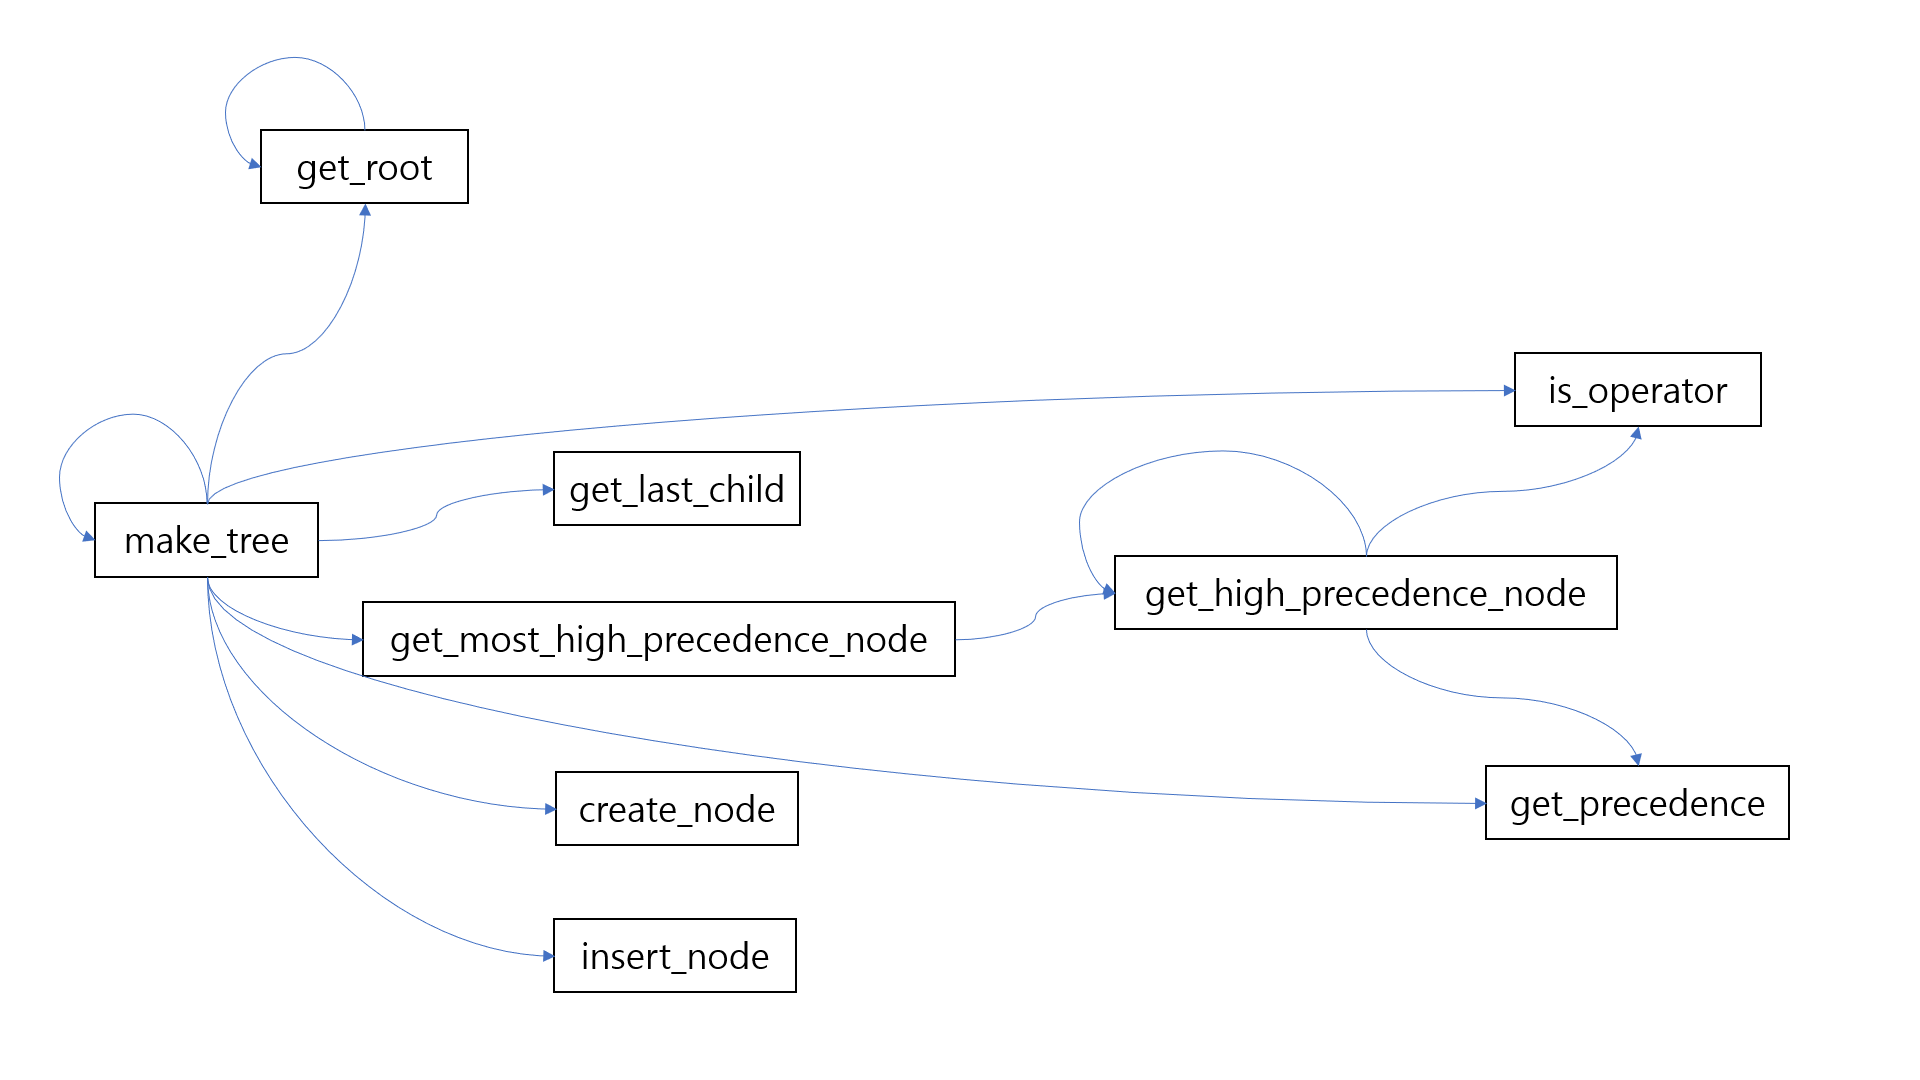 get_root
is_operator
get_last_child
make_tree
get_high_precedence_node
get_most_high_precedence_node
get_precedence
create_node
insert_node